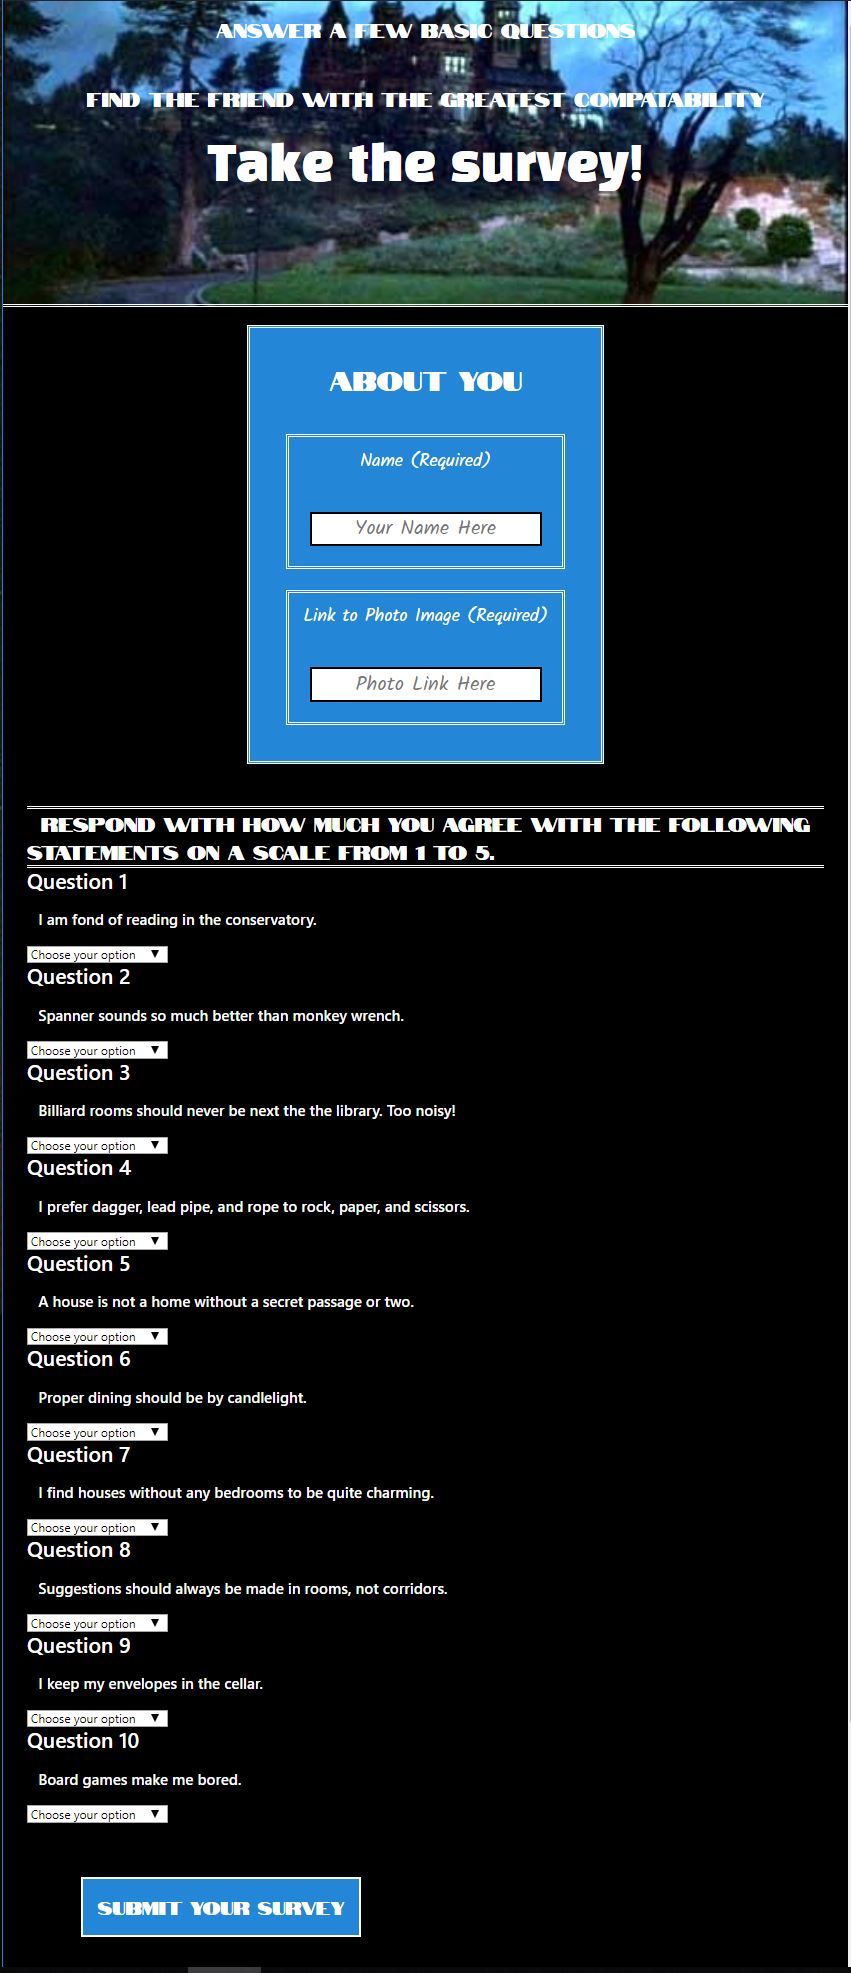 ANSWER A FEW BASIC QUESTIONS
FIND THE FRIEND WITH THE GREATEST COMPATABILITY
Take the survey!
ABOUT YOU
Name (Required)
Your Name Here
Link to Photo Image (Required)
Photo Link Here
RESPOND WITH HOW MUCH YOU AGREE WITH THE FOLLOWING
STATEMENTS ON A SCALE FROM 1 TO 5.
Question 1
I am fond of reading in the conservatory.
Choose your option
Question 2
Spanner sounds so much better than monkey wrench.
Choose your option
Question 3
Billiard rooms should never be next the the library. Too noisy!
Choose your option
Question 4
I prefer dagger, lead pipe, and rope to rock, paper, and scissors.
Choose your option
Question 5
A house is not a home without a secret passage or two.
Choose your option
Question 6
Proper dining should be by candlelight.
Choose your option
Question 7
I find houses without any bedrooms to be quite charming.
Choose your option
Question 8
Suggestions should always be made in rooms, not corridors.
Choose your option
Question 9
I keep my envelopes in the cellar.
Choose your option
Question 10
Board games make me bored.
Choose your option
SUBMIT YOUR SURVEY